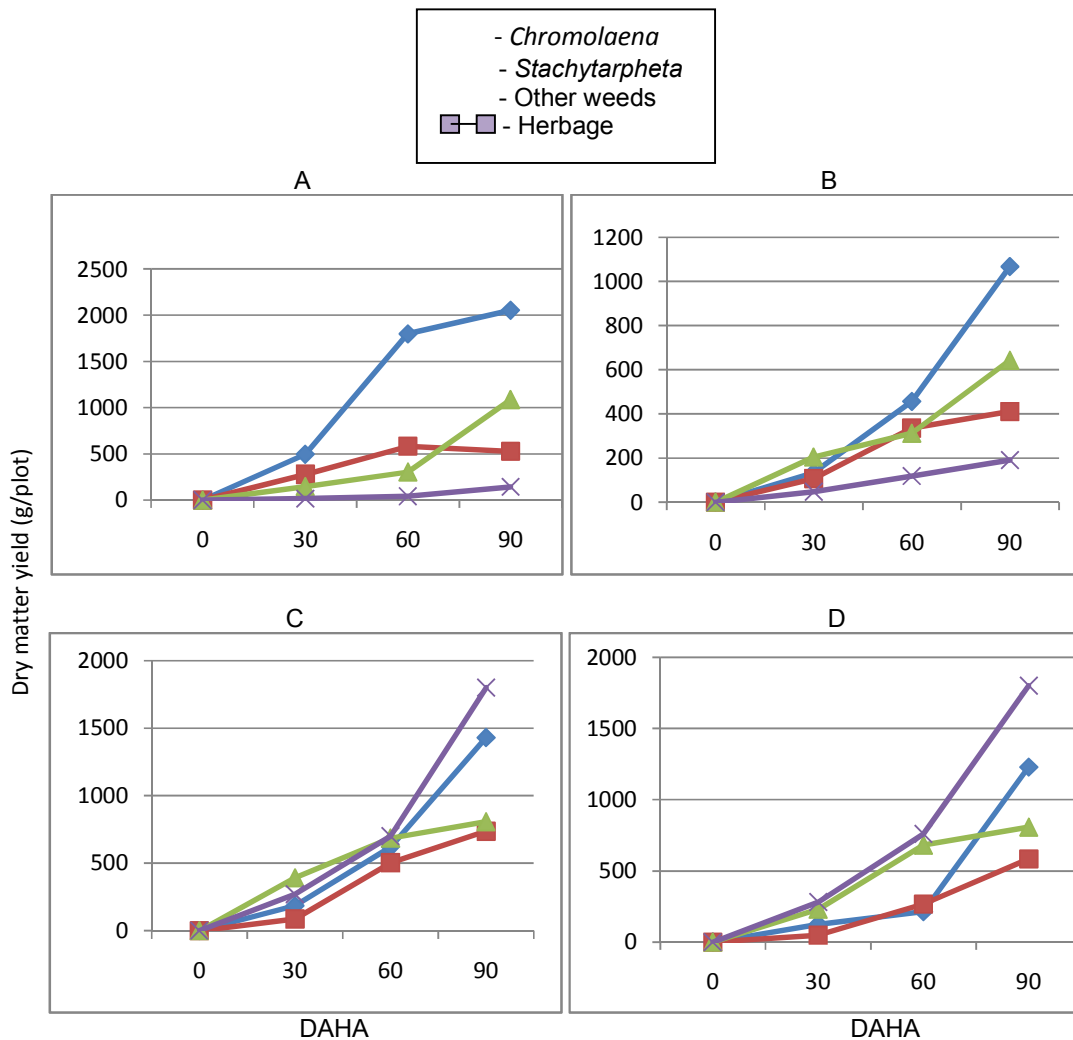 - Chromolaena
- Stachytarpheta
- Other weeds
- Herbage
A
B
2500
2000
1500
1000
500
0
0 30 60 90
1200
1000
800
600
400
200
0
0 30 60 90
Dry matter yield (g/plot)
C
D
2000
1500
1000
500
0
0 30 60 90
DAHA
2000
1500
1000
500
0
0 30 60 90
DAHA